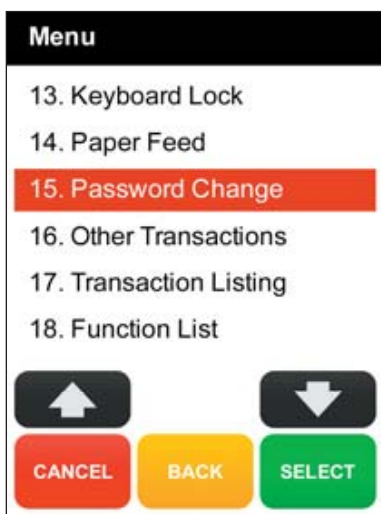 Menu
13. Keyboard Lock
14. Paper Feed
15. Password Change
16. Other Transactions
17. Transaction Listing
18. Function List
CANCEL BACK SELECT